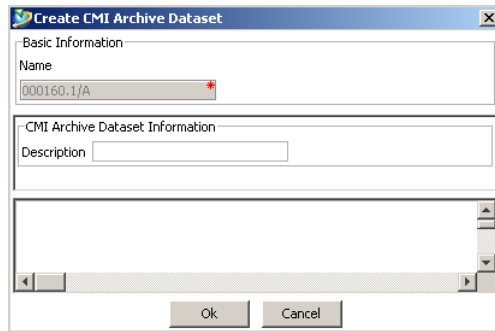 Create CMI Archive Dataset
Basic Information
Name
000160.1/A *
CMI Archive Dataset Information
Description
Ok Cancel